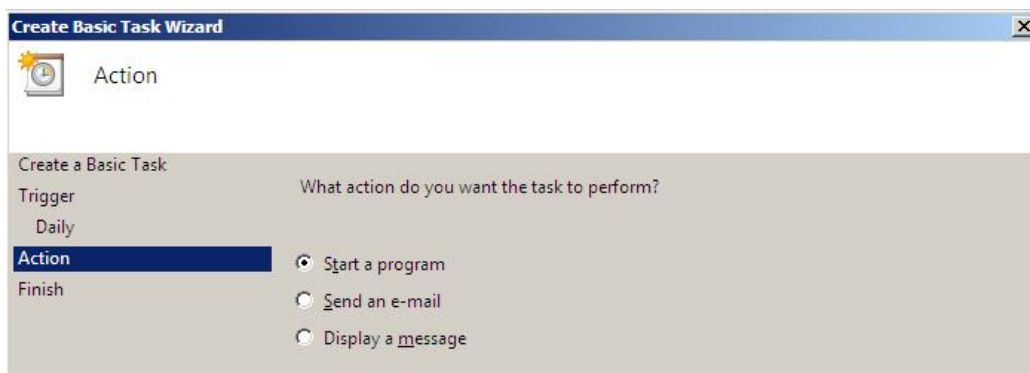 Create Basic Task Wizard
Action
Create a Basic Task
Trigger
Daily
Action
Finish
What action do you want the task to perform?
Start a program
Send an e-mail
Display a message